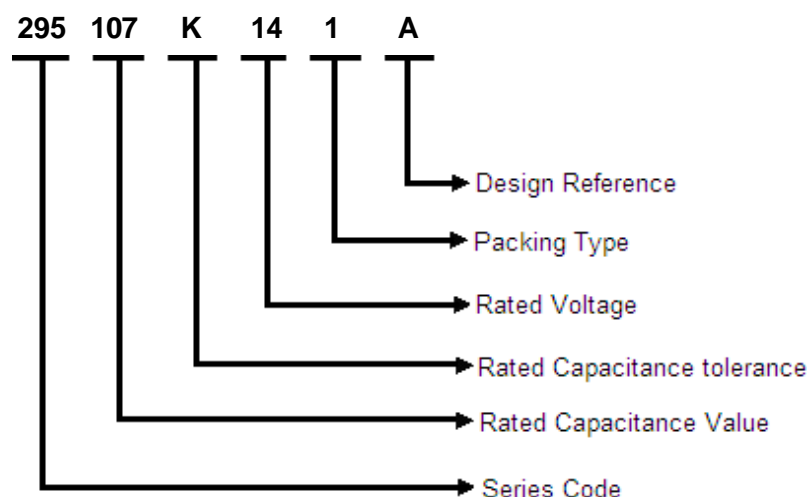 295 107 K 14 1 A
Design Reference
Packing Type
Rated Voltage
Rated Capacitance tolerance
Rated Capacitance Value
Series Code